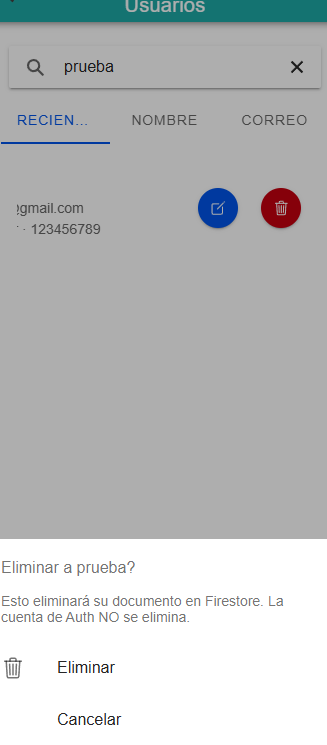 Usuarios
prueba
RECIEN...
NOMBRE
CORREO
@gmail.com
· 123456789
Eliminar a prueba?
Esto eliminará su documento en Firestore. La
cuenta de Auth NO se elimina.
Eliminar
Cancelar